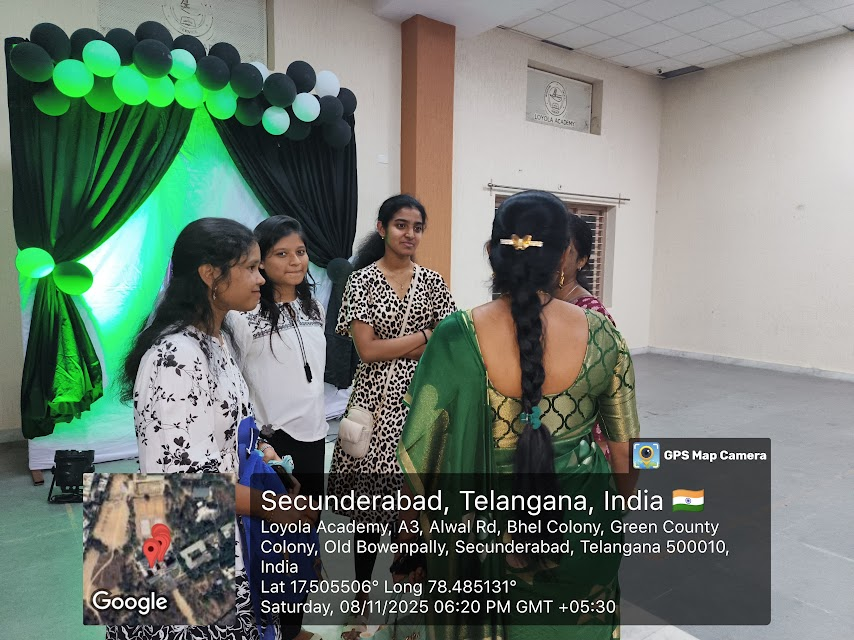 LOYOLA ACADEMY
GPS Map Camera
Secunderabad, Telangana, India 🇮🇳
Loyola Academy, A3, Alwal Rd, Bhel Colony, Green County
Colony, Old Bowenpally, Secunderabad, Telangana 500010,
India
Lat 17.505506° Long 78.485131°
Saturday, 08/11/2025 06:20 PM GMT +05:30
Google